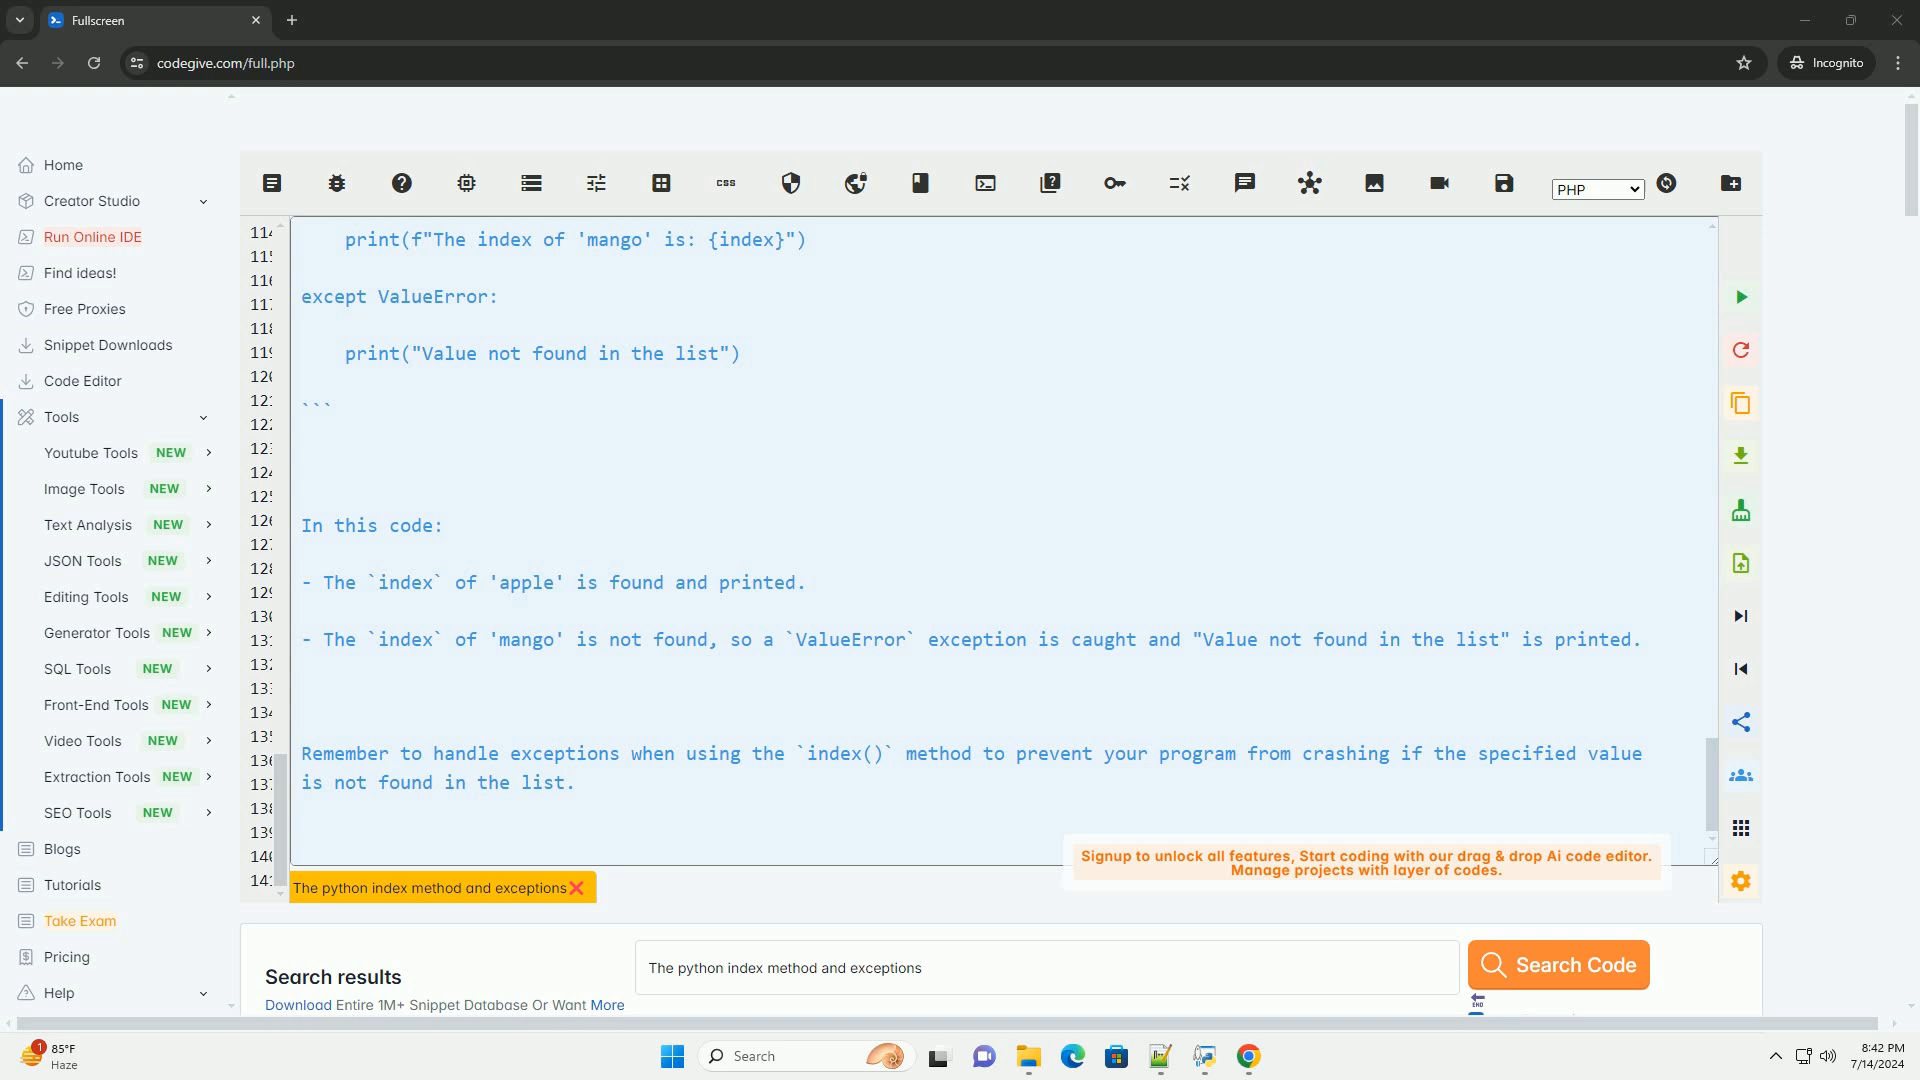 Fullscreen
codegive.com/full.php
Incognito
Home
Creator Studio
Run Online IDE
Find ideas!
Free Proxies
Snippet Downloads
Code Editor
Tools
Youtube Tools NEW
Image Tools NEW
Text Analysis NEW
JSON Tools NEW
Editing Tools NEW
Generator Tools NEW
SQL Tools NEW
Front-End Tools NEW
Video Tools NEW
Extraction Tools NEW
SEO Tools NEW
Blogs
Tutorials
Take Exam
Pricing
Help
css
PHP
print(f"The index of 'mango' is: {index}")
except ValueError:
print("Value not found in the list")
```
In this code:
- The `index` of 'apple' is found and printed.
- The `index` of 'mango' is not found, so a `ValueError` exception is caught and "Value not found in the list" is printed.
Remember to handle exceptions when using the `index()` method to prevent your program from crashing if the specified value
is not found in the list.
Signup to unlock all features, Start coding with our drag & drop Ai code editor.
Manage projects with layer of codes.
The python index method and exceptions
Search results
Download Entire 1M+ Snippet Database Or Want More
The python index method and exceptions
Search Code
END
1
85°F
Haze
Search
8:42 PM
7/14/2024